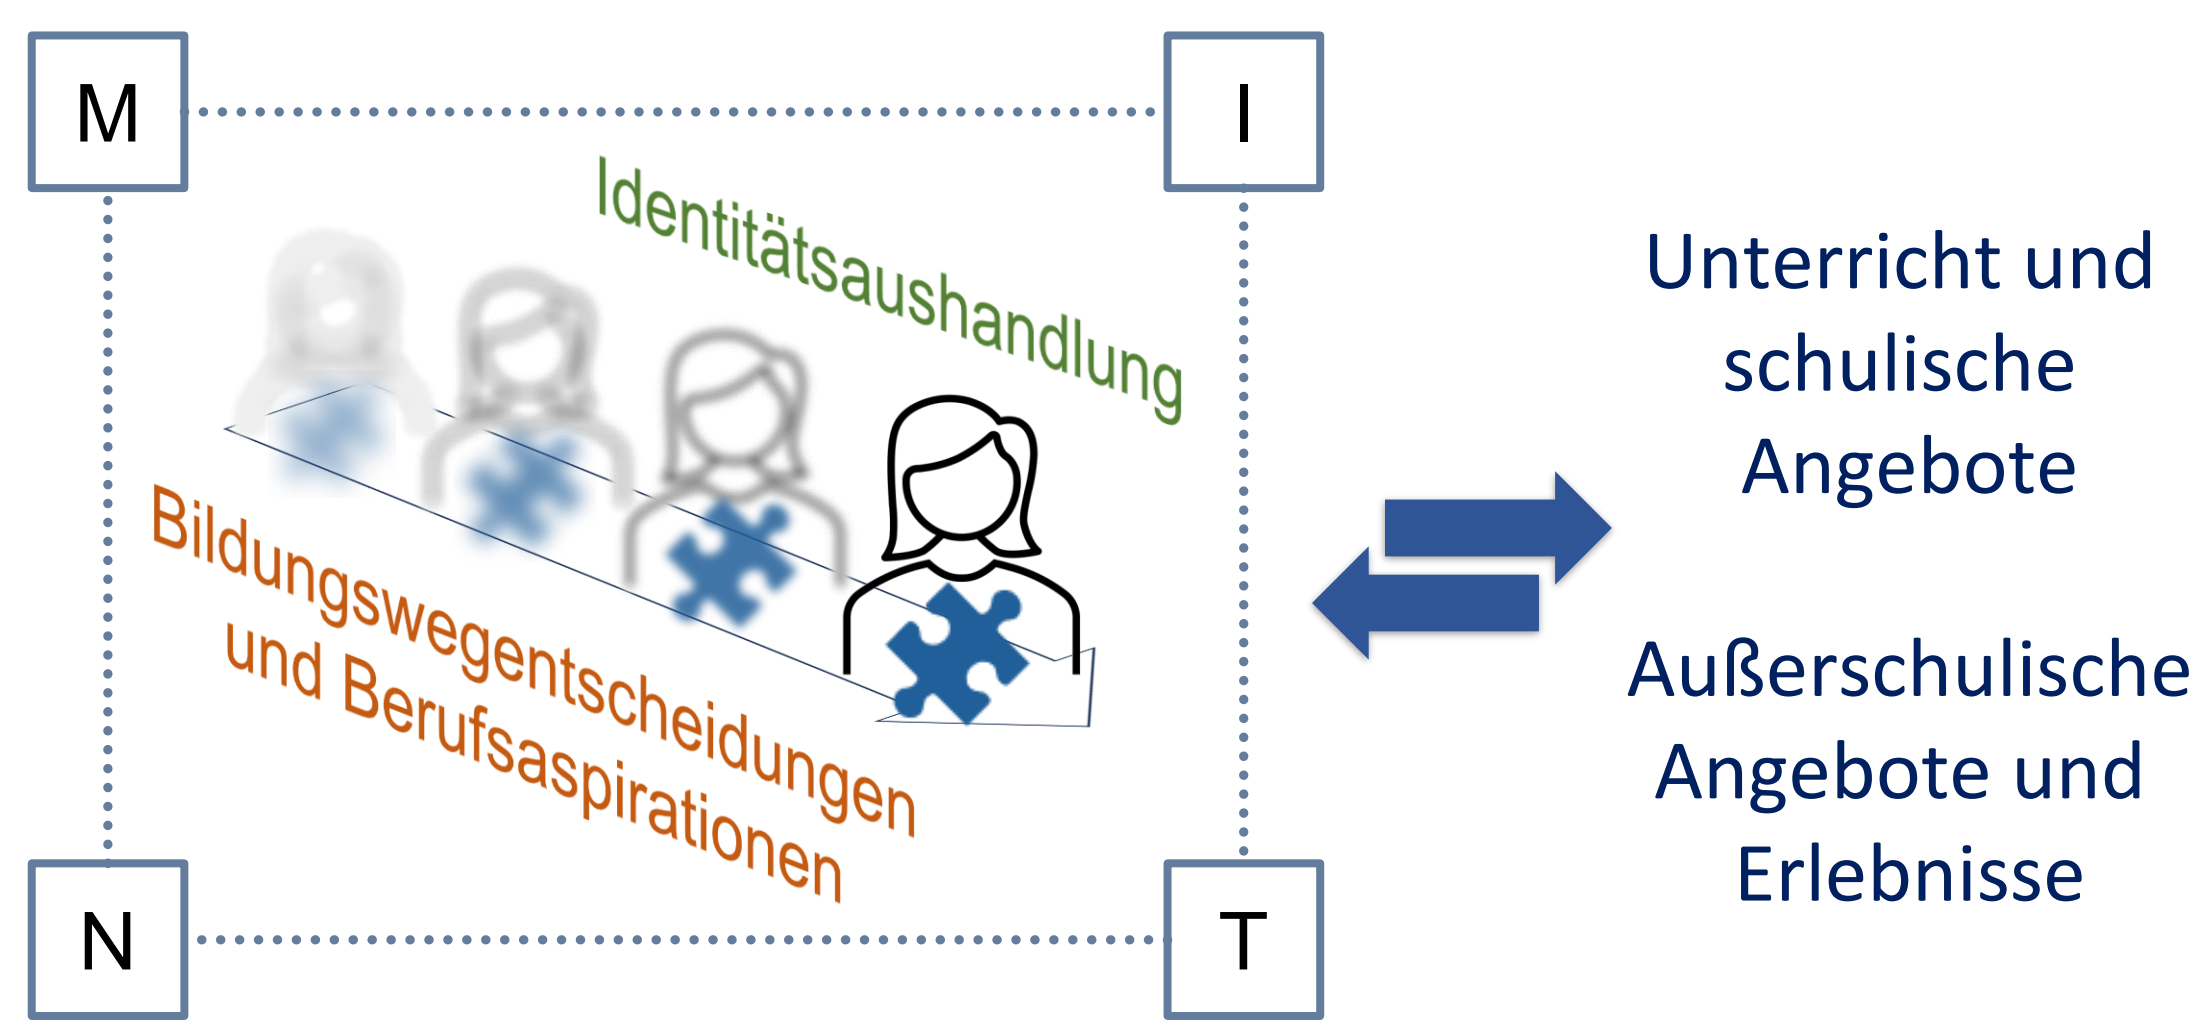 M
I
Identitätsaushandlung
Bildungswegentscheidungen
und Berufsaspirationen
N
T
Unterricht und
schulische
Angebote
Außerschulische
Angebote und
Erlebnisse